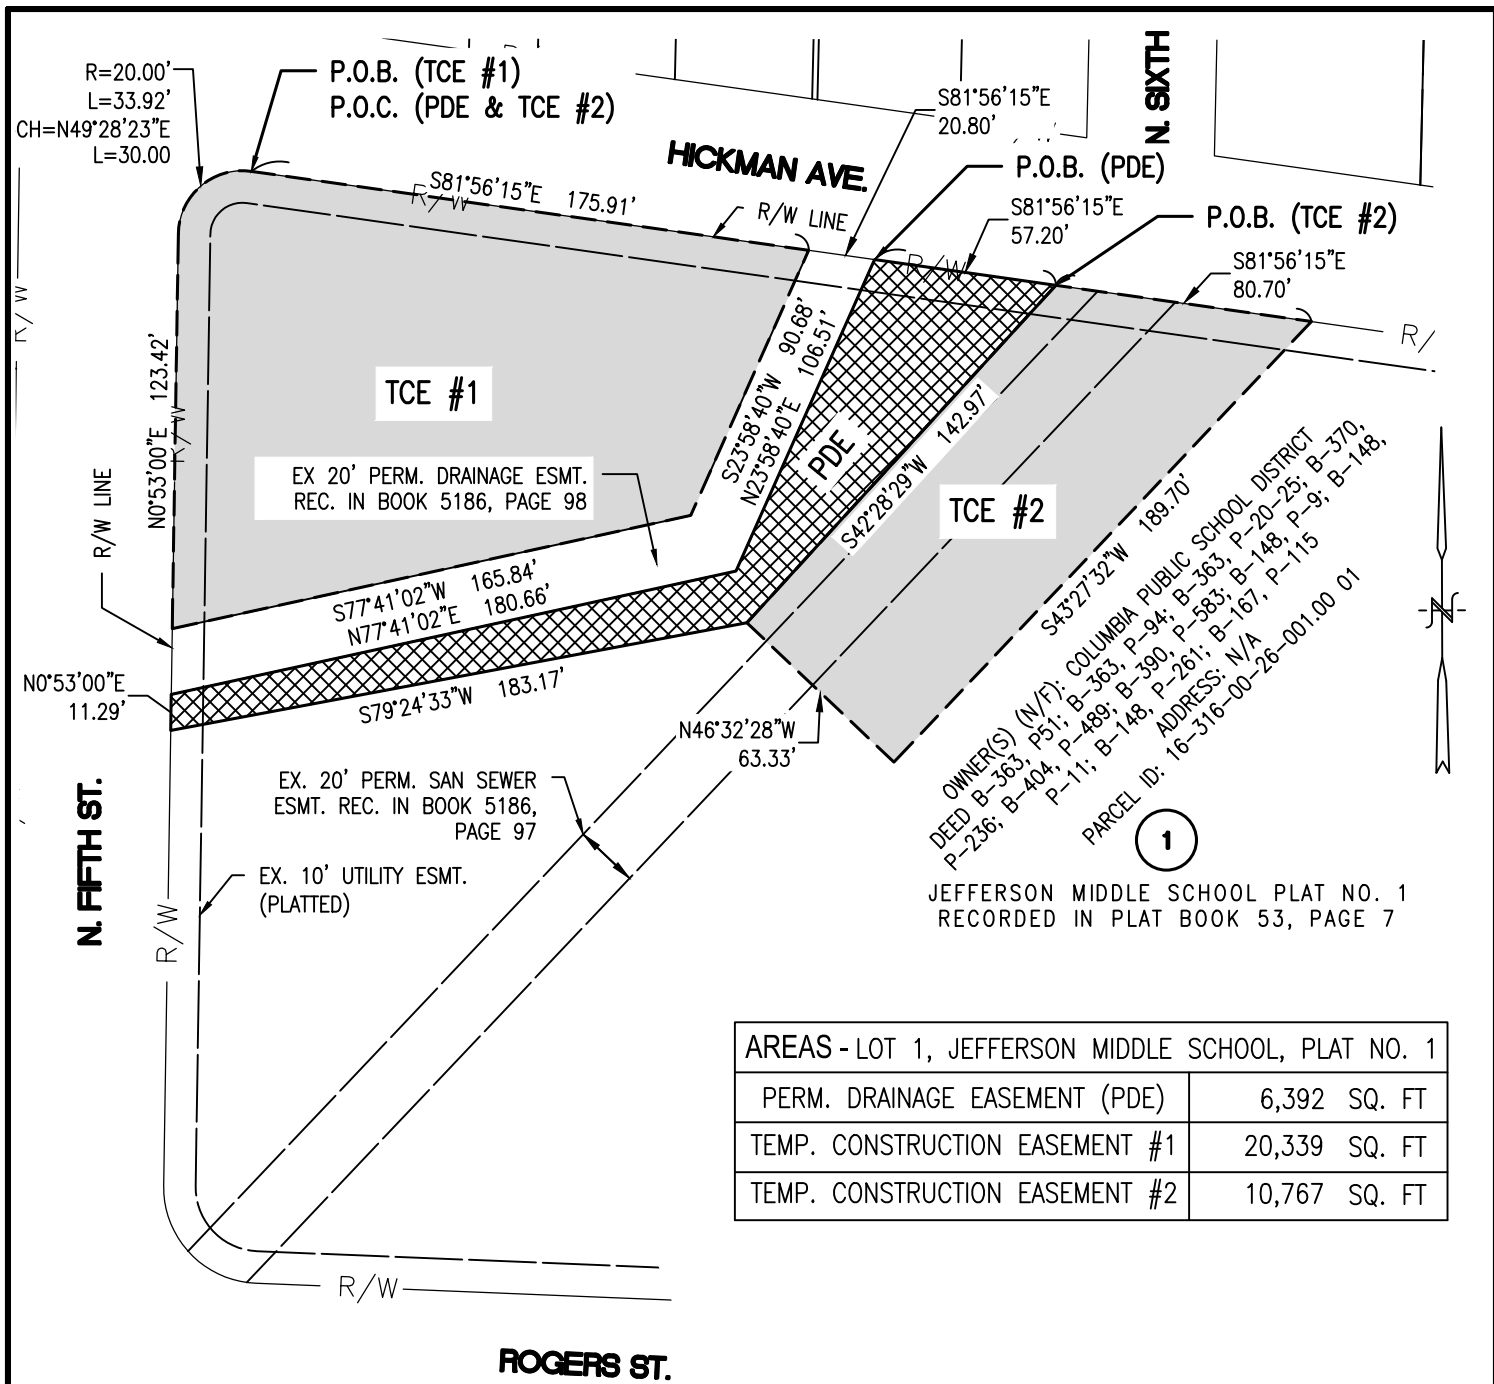 R=20.00'
L=33.92'
CH=N49°28'23"E
L=30.00
P.O.B. (TCE #1)
P.O.C. (PDE & TCE #2)
HICKMAN AVE.
N. SIXTH
S81°56'15"E
20.80'
P.O.B. (PDE)
S81°56'15"E
57.20'
P.O.B. (TCE #2)
S81°56'15"E
80.70'
S81°56'15"E 175.91'
R/W
R/W LINE
R/W
R/
R/W
N0°53'00"E 123.42'
R/W
TCE #1
S23°58'40"W 90.68'
N23°58'40"E 106.51'
PDE
EX 20' PERM. DRAINAGE ESMT.
REC. IN BOOK 5186, PAGE 98
S42°28'29"W 142.97'
TCE #2
S43°27'32"W 189.70'
R/W LINE
S77°41'02"W 165.84'
N77°41'02"E 180.66'
N0°53'00"E
11.29'
S79°24'33"W 183.17'
N46°32'28"W
63.33'
OWNER(S) (N/F): COLUMBIA PUBLIC SCHOOL DISTRICT
DEED B-363, P51; B-363, P-94; B-363, P-20-25; B-370,
P-236; B-404, P-489; B-390, P-583; B-148, P-9; B-148,
P-11; B-148, P-261; B-167, P-115
ADDRESS: N/A
PARCEL ID: 16-316-00-26-001.00 01
1
JEFFERSON MIDDLE SCHOOL PLAT NO. 1
RECORDED IN PLAT BOOK 53, PAGE 7
EX. 20' PERM. SAN SEWER
ESMT. REC. IN BOOK 5186,
PAGE 97
N. FIFTH ST.
EX. 10' UTILITY ESMT.
(PLATTED)
R/W
AREAS - LOT 1, JEFFERSON MIDDLE SCHOOL, PLAT NO. 1
PERM. DRAINAGE EASEMENT (PDE) 6,392 SQ. FT
TEMP. CONSTRUCTION EASEMENT #1 20,339 SQ. FT
TEMP. CONSTRUCTION EASEMENT #2 10,767 SQ. FT
R/W
ROGERS ST.